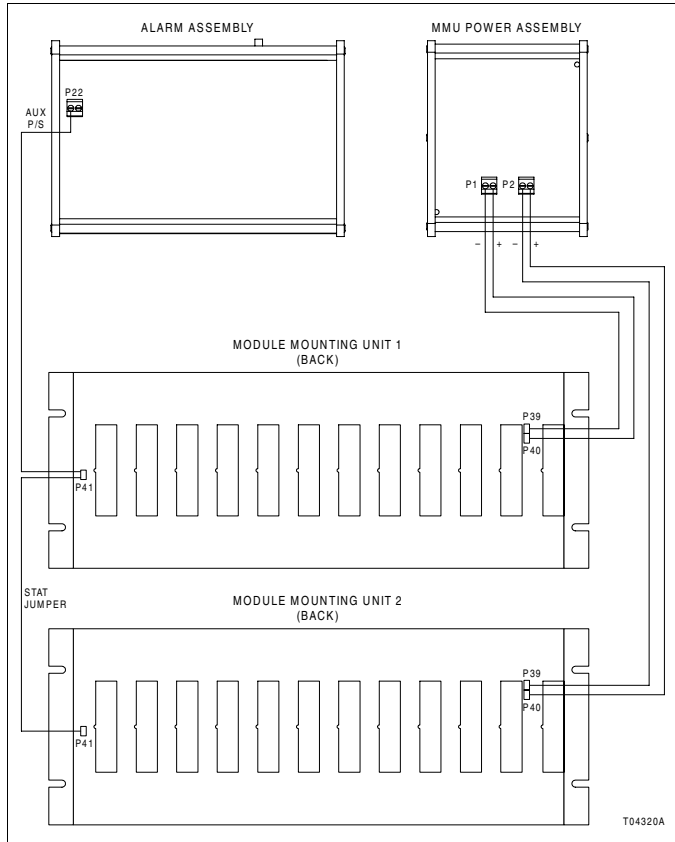 ALARM ASSEMBLY
MMU POWER ASSEMBLY
P22
AUX
P/S
P1
P2
– + – +
MODULE MOUNTING UNIT 1
(BACK)
P39
P40
P41
STAT
JUMPER
MODULE MOUNTING UNIT 2
(BACK)
P39
P40
P41
T04320A